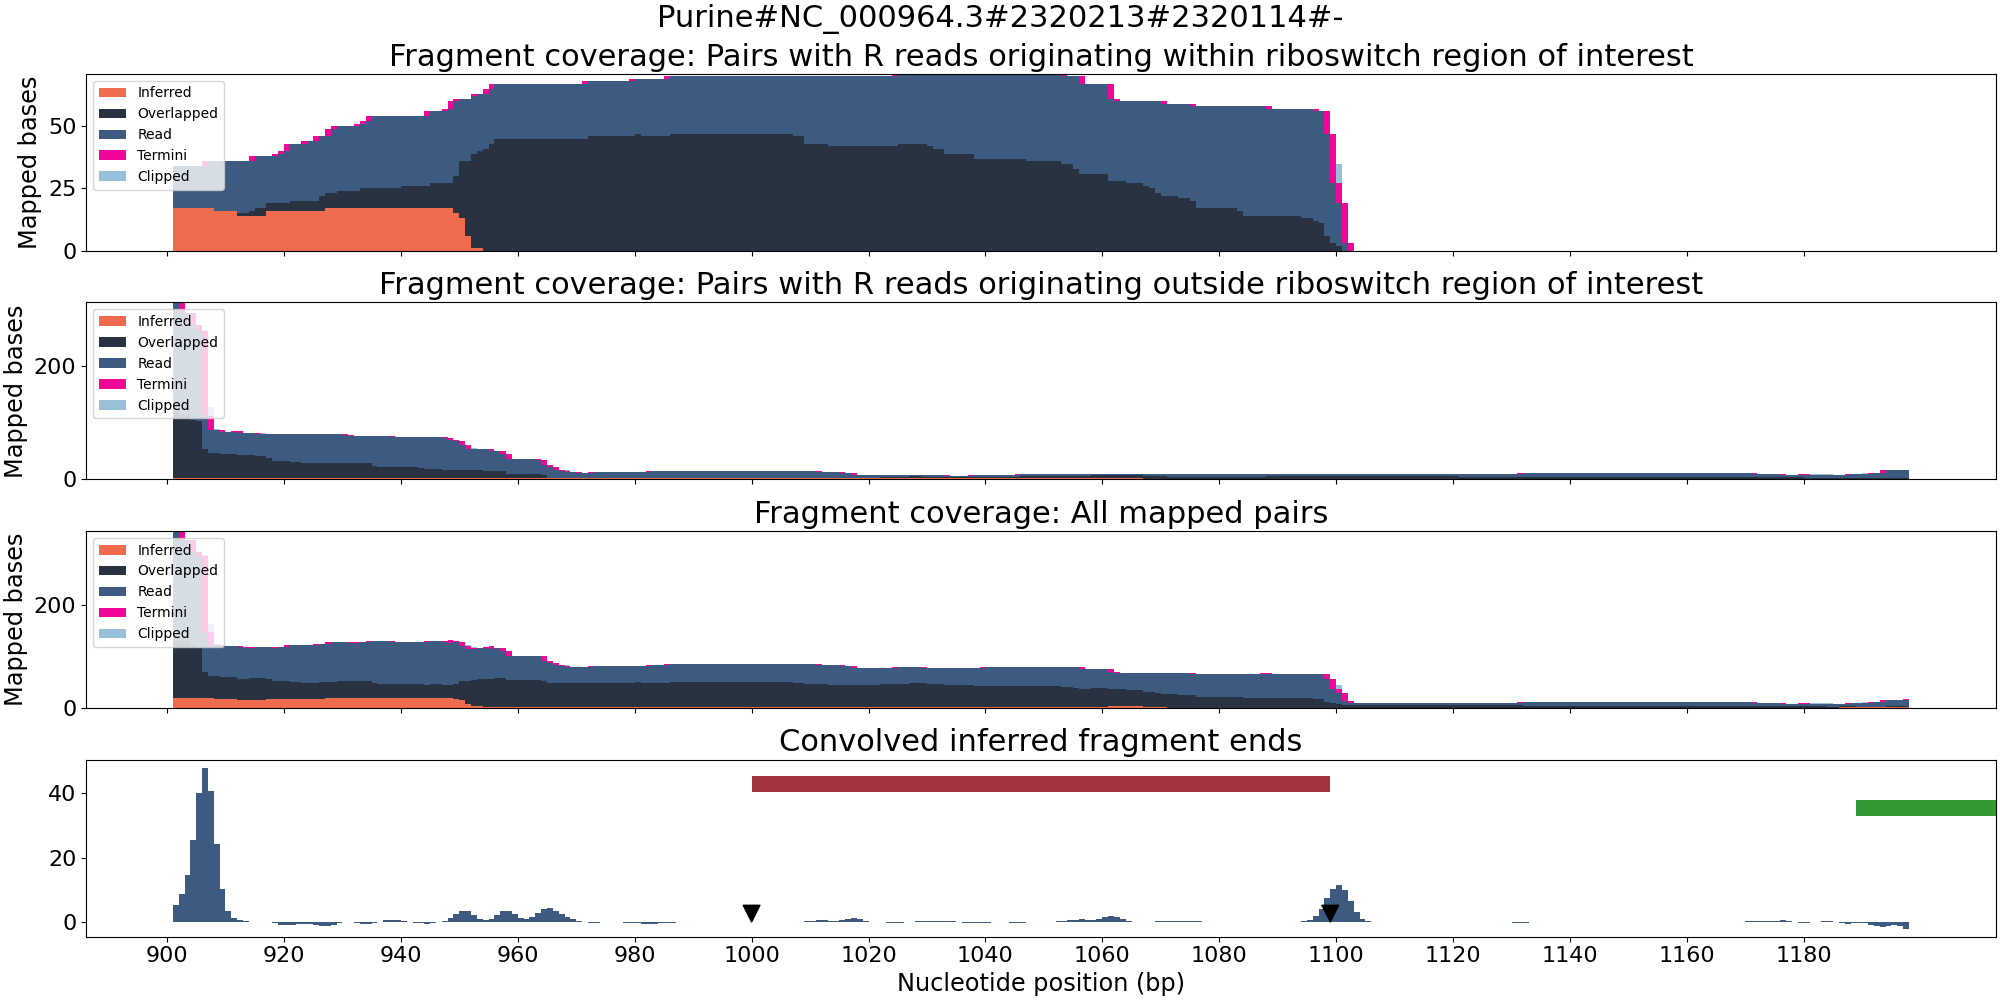 Purine#NC_000964.3#2320213#2320114#-
Fragment coverage: Pairs with R reads originating within riboswitch region of interest
Mapped bases
50
25
0
Inferred
Overlapped
Read
Termini
Clipped
Fragment coverage: Pairs with R reads originating outside riboswitch region of interest
Mapped bases
200
0
Inferred
Overlapped
Read
Termini
Clipped
Fragment coverage: All mapped pairs
Mapped bases
200
0
Inferred
Overlapped
Read
Termini
Clipped
Convolved inferred fragment ends
40
20
0
900 920 940 960 980 1000 1020 1040 1060 1080 1100 1120 1140 1160 1180
Nucleotide position (bp)